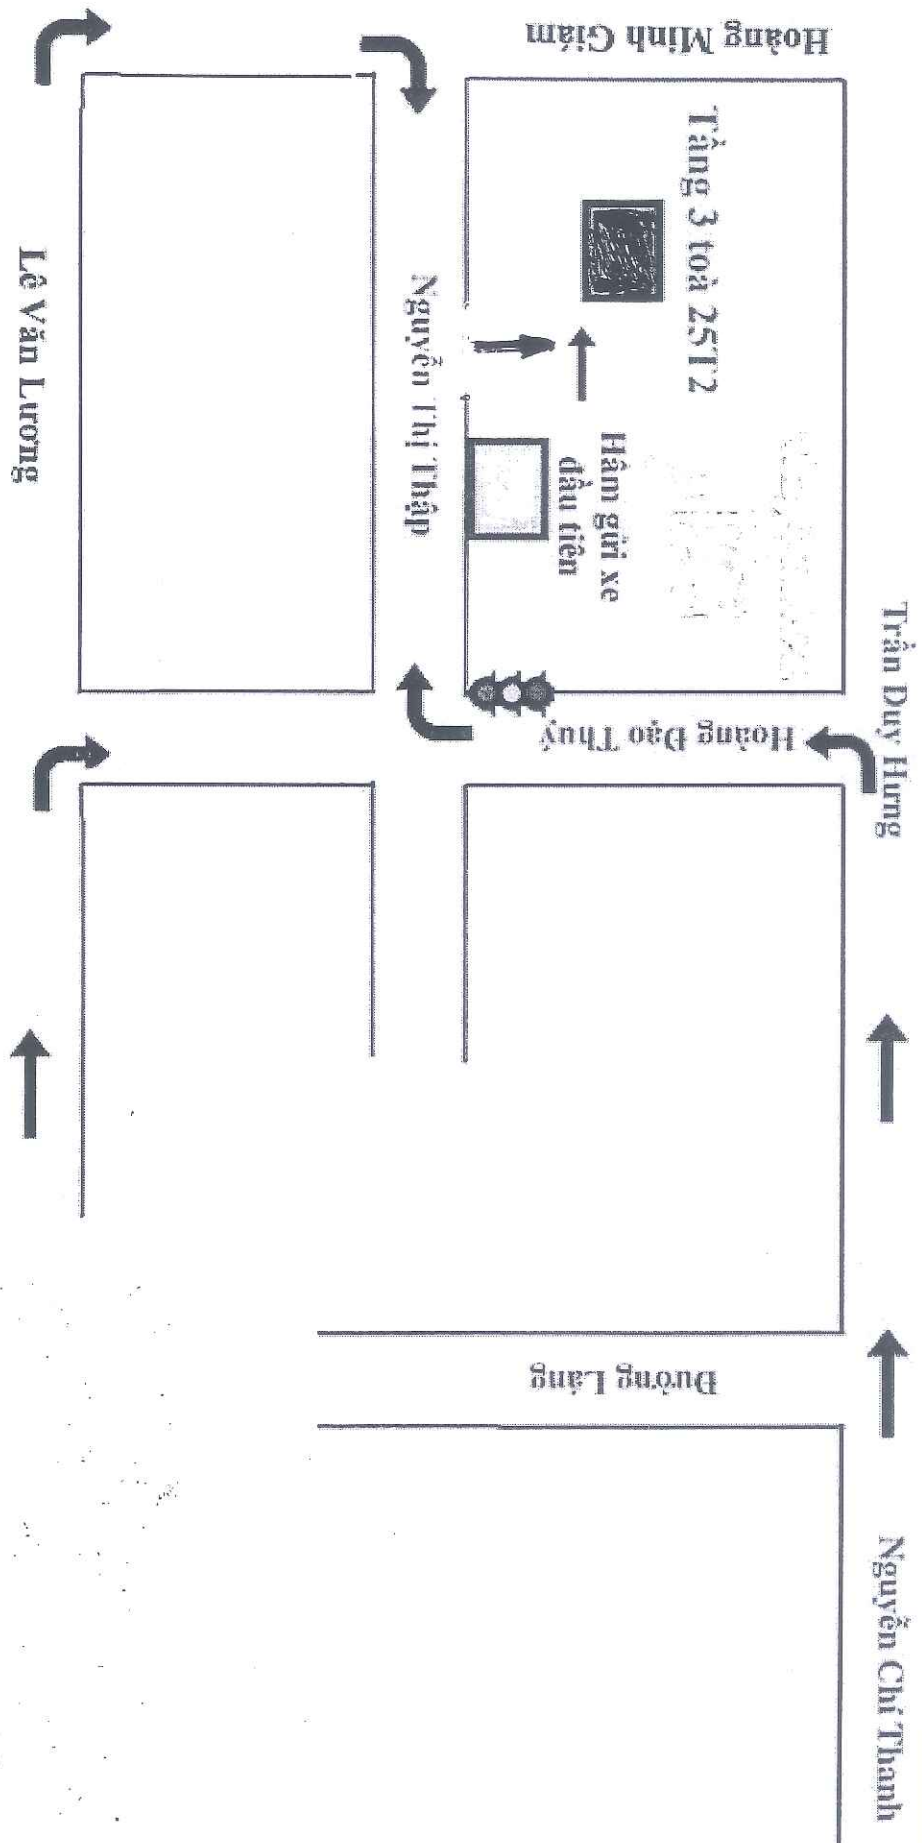 Trần Duy Hưng
Nguyễn Chí Thanh
Hoàng Minh Giám
Tầng 3 toà 25T2
Hầm gửi xe
đầu tiên
Hoàng Đạo Thuý
Đường Láng
Nguyễn Thị Thập
Lê Văn Lương